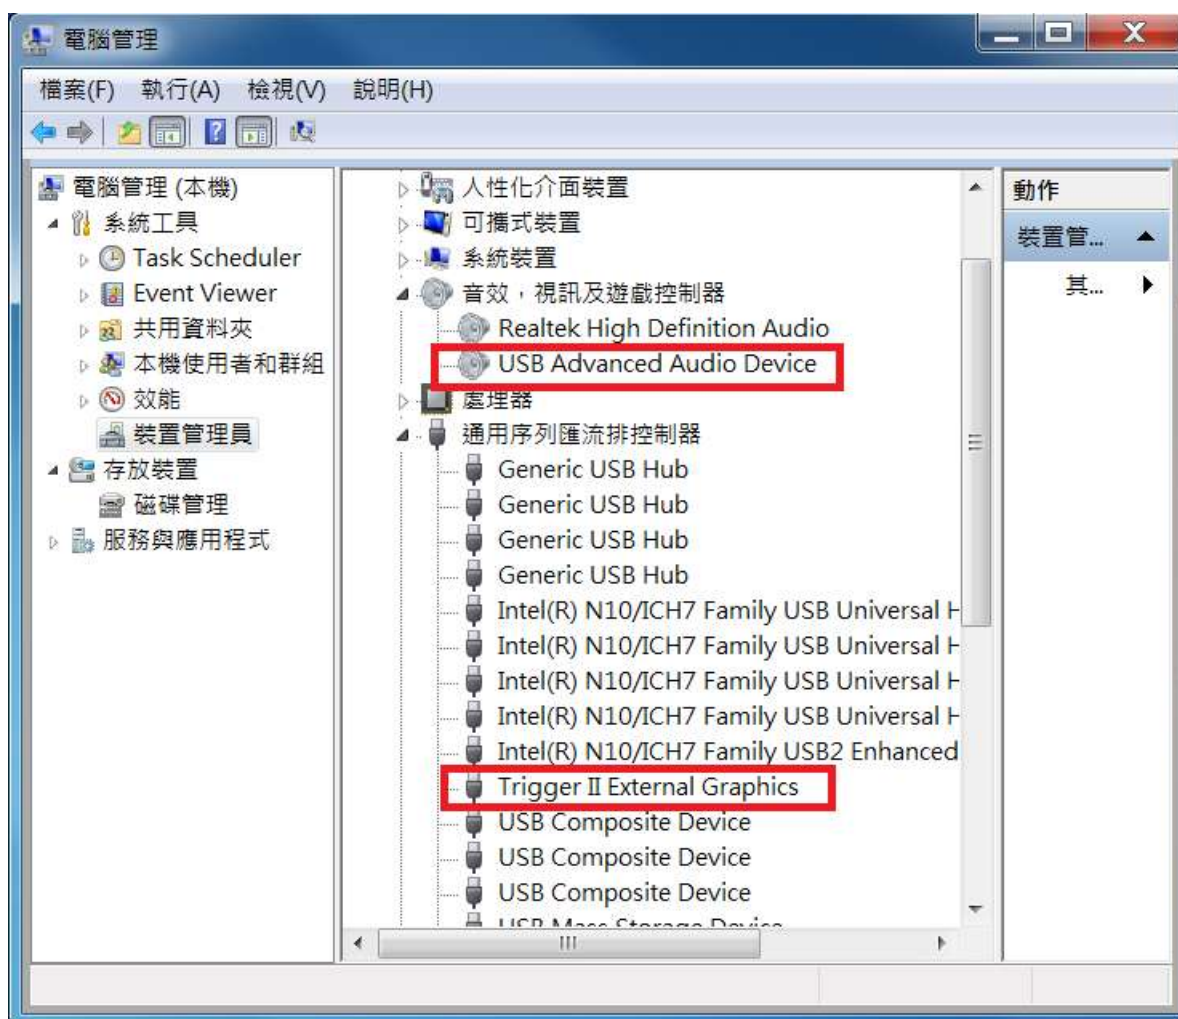 電腦管理
檔案(F) 執行(A) 檢視(V) 說明(H)
電腦管理 (本機)
系統工具
Task Scheduler
Event Viewer
共用資料夾
本機使用者和群組
效能
裝置管理員
存放裝置
磁碟管理
服務與應用程式
人性化介面裝置
可攜式裝置
系統裝置
音效，視訊及遊戲控制器
Realtek High Definition Audio
USB Advanced Audio Device
處理器
通用序列匯流排控制器
Generic USB Hub
Generic USB Hub
Generic USB Hub
Generic USB Hub
Intel(R) N10/ICH7 Family USB Universal H
Intel(R) N10/ICH7 Family USB Universal H
Intel(R) N10/ICH7 Family USB Universal H
Intel(R) N10/ICH7 Family USB Universal H
Intel(R) N10/ICH7 Family USB2 Enhanced
Trigger II External Graphics
USB Composite Device
USB Composite Device
USB Composite Device
USB Mass Storage Device
動作
裝置管...
其...